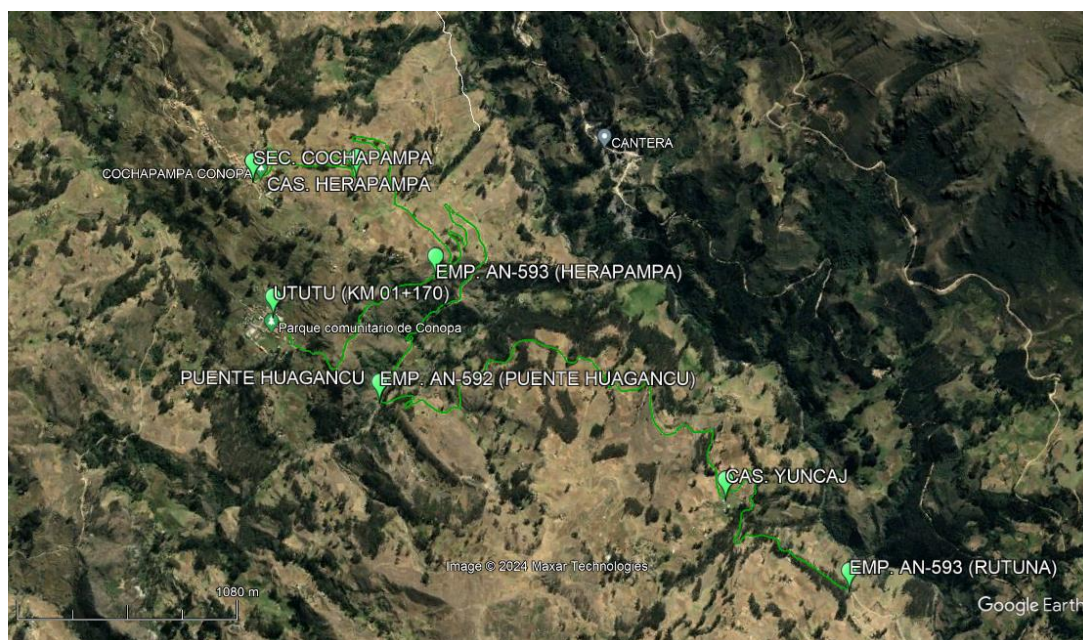 CANTERA
SEC. COCHAPAMPA
COCHAPAMPA CONOPA
CAS. HERAPAMPA
EMP. AN-593 (HERAPAMPA)
UTUTU (KM 01+170)
Parque comunitario de Conopa
PUENTE HUAGANCU
EMP. AN-592 (PUENTE HUAGANCU)
CAS. YUNCAJ
EMP. AN-593 (RUTUNA)
Image © 2024 Maxar Technologies
1080 m
Google Earth